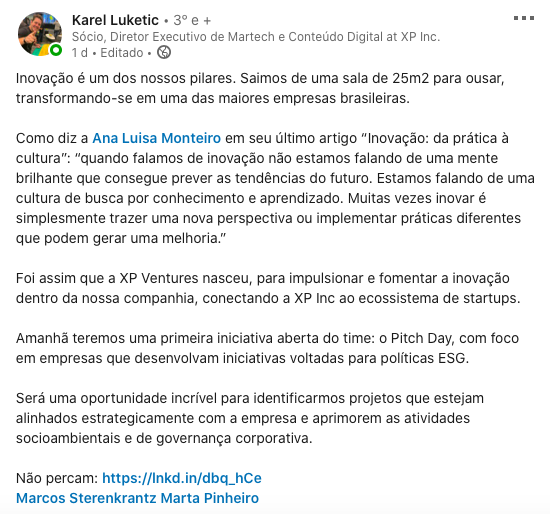 Karel Luketic • 3º e +
Sócio, Diretor Executivo de Martech e Conteúdo Digital at XP Inc.
1 d • Editado •
Inovação é um dos nossos pilares. Saimos de uma sala de 25m2 para ousar,
transformando-se em uma das maiores empresas brasileiras.
Como diz a Ana Luisa Monteiro em seu último artigo “Inovação: da prática à
cultura”: “quando falamos de inovação não estamos falando de uma mente
brilhante que consegue prever as tendências do futuro. Estamos falando de uma
cultura de busca por conhecimento e aprendizado. Muitas vezes inovar é
simplesmente trazer uma nova perspectiva ou implementar práticas diferentes
que podem gerar uma melhoria.”
Foi assim que a XP Ventures nasceu, para impulsionar e fomentar a inovação
dentro da nossa companhia, conectando a XP Inc ao ecossistema de startups.
Amanhã teremos uma primeira iniciativa aberta do time: o Pitch Day, com foco
em empresas que desenvolvam iniciativas voltadas para políticas ESG.
Será uma oportunidade incrível para identificarmos projetos que estejam
alinhados estrategicamente com a empresa e aprimorem as atividades
socioambientais e de governança corporativa.
Não percam: https://lnkd.in/dbq_hCe
Marcos Sterenkrantz Marta Pinheiro